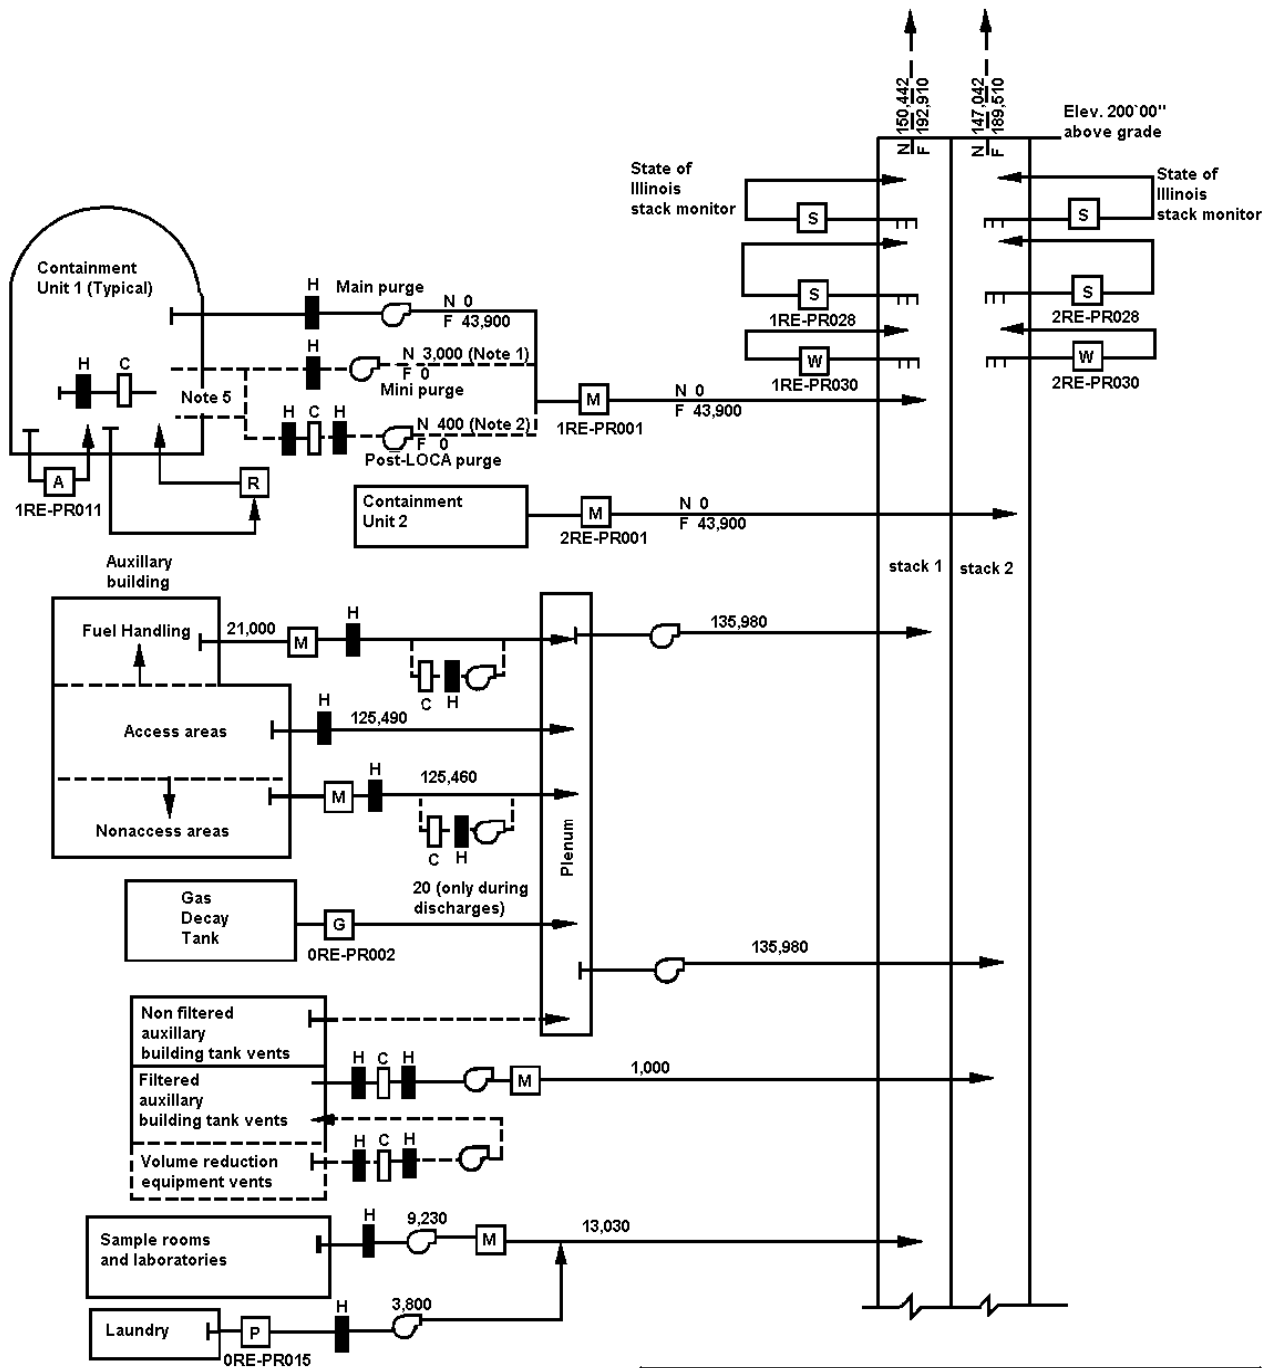 N 150,442
F 192,910
N 147,042
F 189,510
Elev. 200`00"
above grade
State of
Illinois
stack monitor
State of
Illinois
stack monitor
S
S
S
1RE-PR028
S
2RE-PR028
W
1RE-PR030
W
2RE-PR030
Containment
Unit 1 (Typical)
H
Main purge
N 0
F 43,900
H
N 3,000 (Note 1)
F 0
Mini purge
H
C
Note 5
H
C
H
N 400 (Note 2)
F 0
Post-LOCA purge
M
1RE-PR001
N 0
F 43,900
A
1RE-PR011
R
Containment
Unit 2
M
2RE-PR001
N 0
F 43,900
stack 1
stack 2
Auxillary
building
Fuel Handling
21,000
M
H
C
H
135,980
Access areas
H
125,490
M
H
125,460
Nonaccess areas
C
H
Plenum
Gas
Decay
Tank
G
0RE-PR002
20 (only during
discharges)
135,980
Non filtered
auxillary
building tank vents
Filtered
auxillary
building tank vents
H
C
H
M
1,000
Volume reduction
equipment vents
H
C
H
Sample rooms
and laboratories
H
9,230
M
13,030
Laundry
P
0RE-PR015
H
3,800